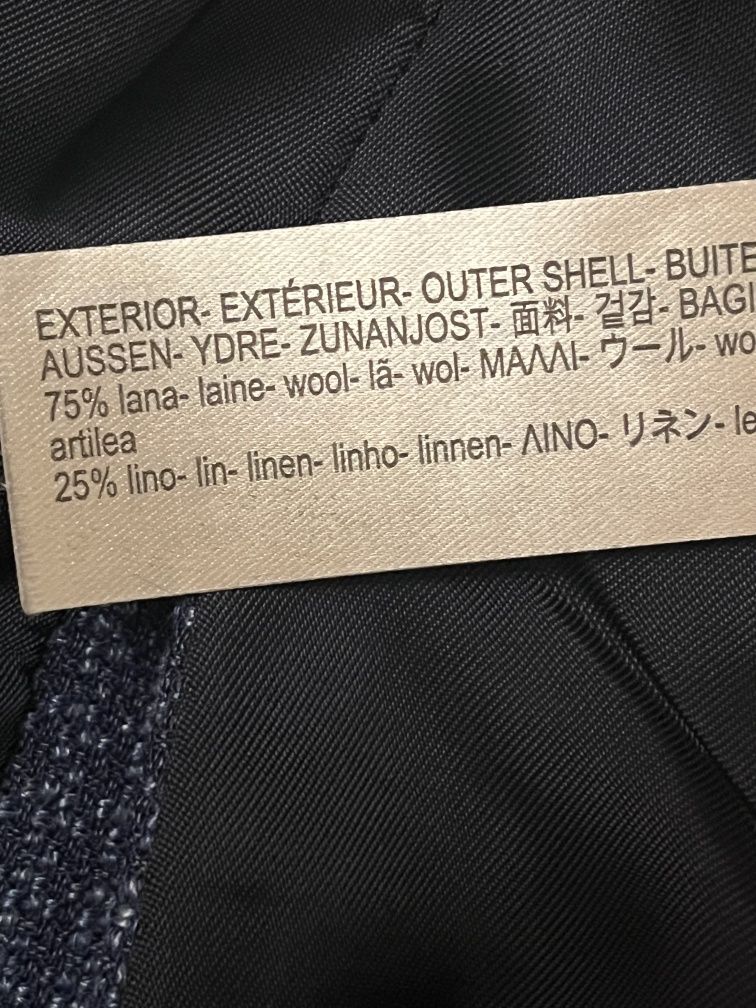 EXTERIOR- EXTÉRIEUR- OUTER SHELL- BUITE
AUSSEN- YDRE- ZUNANJOST- 面料- 겉감- BAGI
75% lana- laine- wool- lã- wol- ΜΑΛΛΙ- ウール- wo
artilea
25% lino- lin- linen- linho- linnen- ΛΙΝΟ- リネン- le